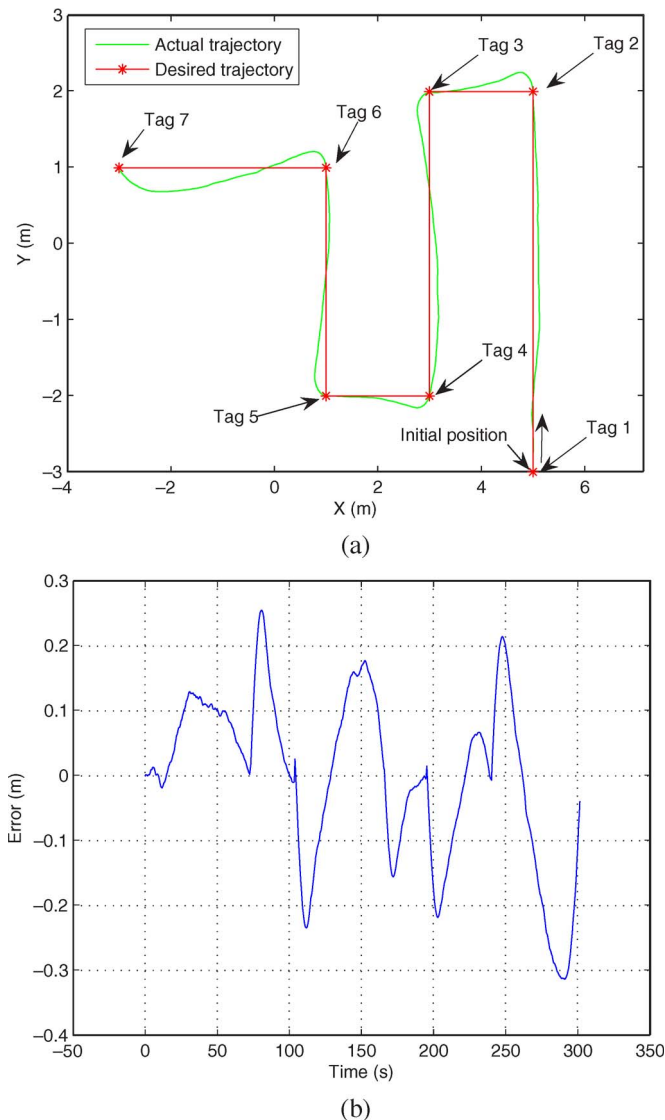 3
Actual trajectory
Desired trajectory
Tag 3
Tag 2
2
Tag 7
Tag 6
1
Y (m)
0
–1
Tag 4
–2
Tag 5
Initial position
Tag 1
–3
–4
–2
0
2
4
6
X (m)
(a)
0.3
0.2
0.1
0
Error (m)
–0.1
–0.2
–0.3
–0.4
–50
0
50
100
150
200
250
300
350
Time (s)
(b)